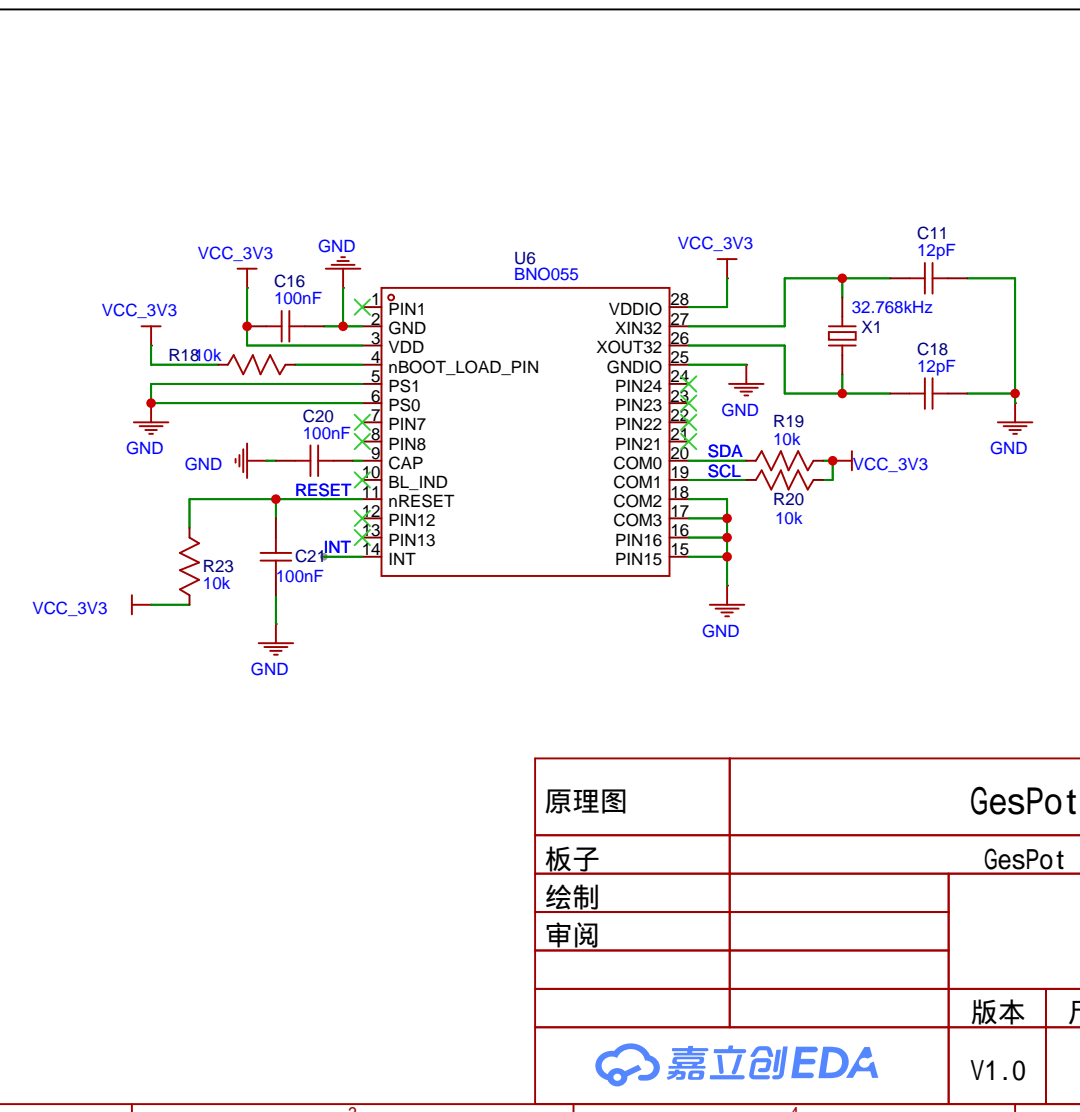 VCC_3V3
GND
C16
100nF
VCC_3V3
R18
10k
GND
C20
100nF
GND
RESET
INT
C21
100nF
R23
10k
VCC_3V3
GND
U6
BNO055
1 PIN1
2 GND
3 VDD
4 nBOOT_LOAD_PIN
5 PS1
6 PS0
7 PIN7
8 PIN8
9 CAP
10 BL_IND
11 nRESET
12 PIN12
13 PIN13
14 INT
VDDIO 28
XIN32 27
XOUT32 26
GNDIO 25
PIN24 24
PIN23 23
PIN22 22
PIN21 21
COM0 20
COM1 19
COM2 18
COM3 17
PIN16 16
PIN15 15
VCC_3V3
C11
12pF
32.768kHz
X1
C18
12pF
GND
GND
R19
10k
SDA
SCL
VCC_3V3
R20
10k
GND
原理图 GesPot
板子 GesPot
绘制
审阅
版本
嘉立创EDA V1.0